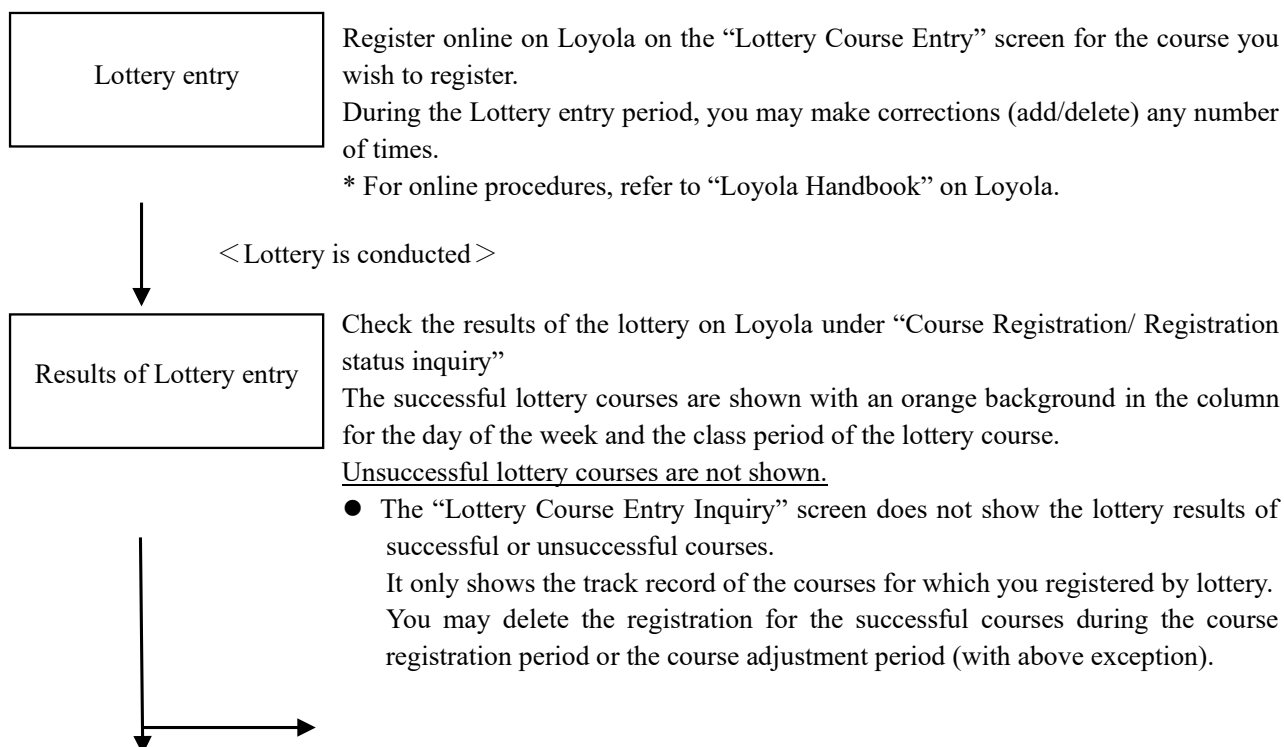 Lottery entry
Register online on Loyola on the “Lottery Course Entry” screen for the course you
wish to register.
During the Lottery entry period, you may make corrections (add/delete) any number
of times.
* For online procedures, refer to “Loyola Handbook” on Loyola.
＜Lottery is conducted＞
Results of Lottery entry
Check the results of the lottery on Loyola under “Course Registration/ Registration
status inquiry”
The successful lottery courses are shown with an orange background in the column
for the day of the week and the class period of the lottery course.
Unsuccessful lottery courses are not shown.
● The “Lottery Course Entry Inquiry” screen does not show the lottery results of
successful or unsuccessful courses.
It only shows the track record of the courses for which you registered by lottery.
You may delete the registration for the successful courses during the course
registration period or the course adjustment period (with above exception).